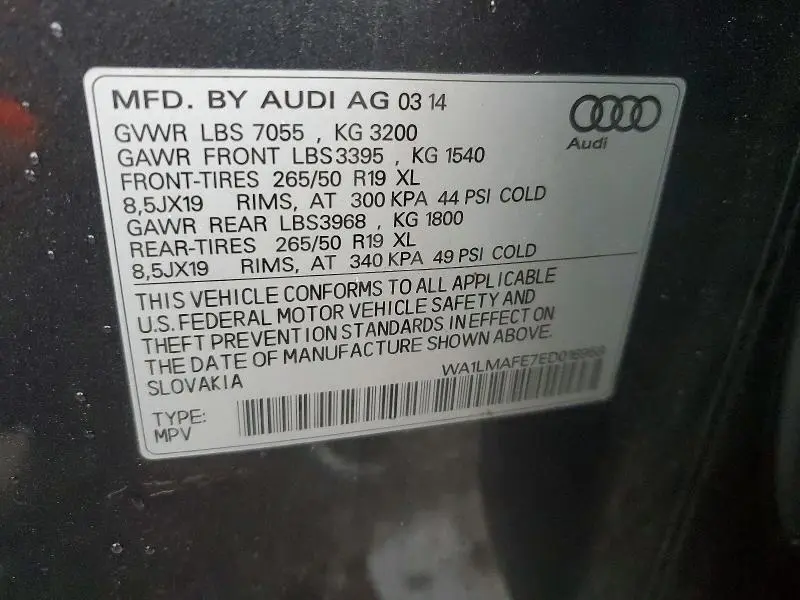 MFD. BY AUDI AG 03 14
Audi
GVWR LBS 7055 , KG 3200
GAWR FRONT LBS3395 , KG 1540
FRONT-TIRES 265/50 R19 XL
8,5JX19 RIMS, AT 300 KPA 44 PSI COLD
GAWR REAR LBS3968 , KG 1800
REAR-TIRES 265/50 R19 XL
8,5JX19 RIMS, AT 340 KPA 49 PSI COLD
THIS VEHICLE CONFORMS TO ALL APPLICABLE
U.S. FEDERAL MOTOR VEHICLE SAFETY AND
THEFT PREVENTION STANDARDS IN EFFECT ON
THE DATE OF MANUFACTURE SHOWN ABOVE.
SLOVAKIA
TYPE:
MPV